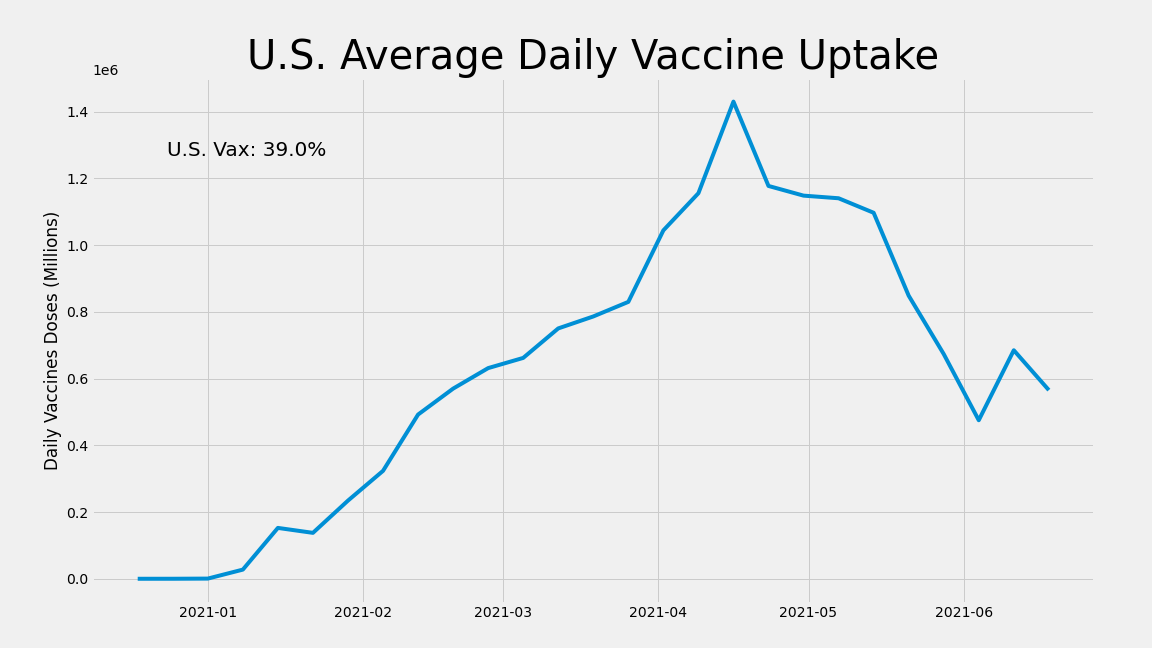 U.S. Average Daily Vaccine Uptake
1e6
1.4
U.S. Vax: 39.0%
1.2
1.0
0.8
0.6
0.4
0.2
0.0
Daily Vaccines Doses (Millions)
2021-01 2021-02 2021-03 2021-04 2021-05 2021-06